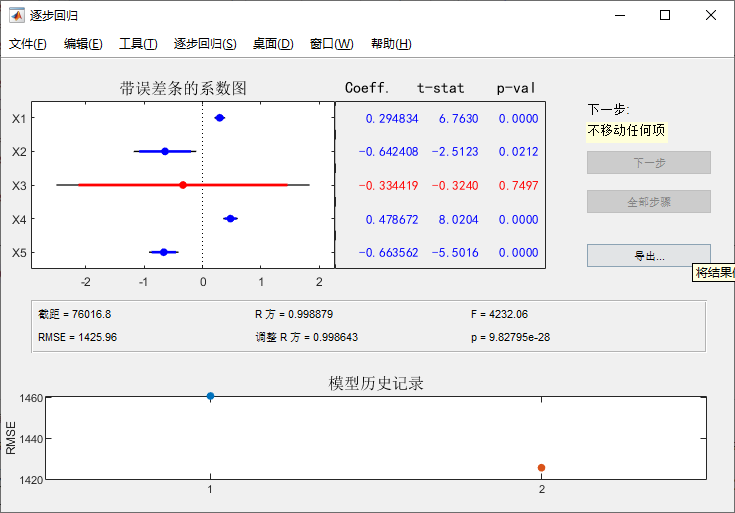 逐步回归
文件(F) 编辑(E) 工具(T) 逐步回归(S) 桌面(D) 窗口(W) 帮助(H)
带误差条的系数图 Coeff. t-stat p-val
X1 0.294834 6.7630 0.0000
X2 -0.642408 -2.5123 0.0212
X3 -0.334419 -0.3240 0.7497
X4 0.478672 8.0204 0.0000
X5 -0.663562 -5.5016 0.0000
-2 -1 0 1 2
下一步:
不移动任何项
下一步
全部步骤
导出...
将结果
截距 = 76016.8 R 方 = 0.998879 F = 4232.06
RMSE = 1425.96 调整 R 方 = 0.998643 p = 9.82795e-28
模型历史记录
1460
1440
1420
RMSE
1 2